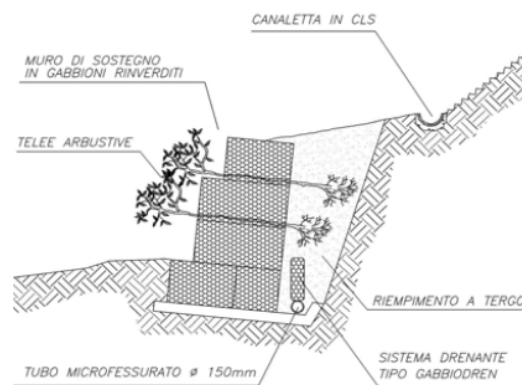 CANALETTA IN CLS
MURO DI SOSTEGNO
IN GABBIONI RINVERDITI
TELEE ARBUSTIVE
RIEMPIMENTO A TERGO
SISTEMA DRENANTE
TIPO GABBIODREN
TUBO MICROFESSURATO ø 150mm